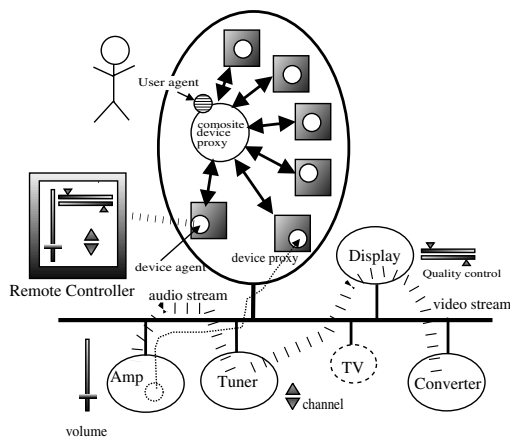 User agent
comosite
device
proxy
device agent
device proxy
Display
Quality control
Remote Controller
audio stream
video stream
Amp
Tuner
TV
Converter
channel
volume